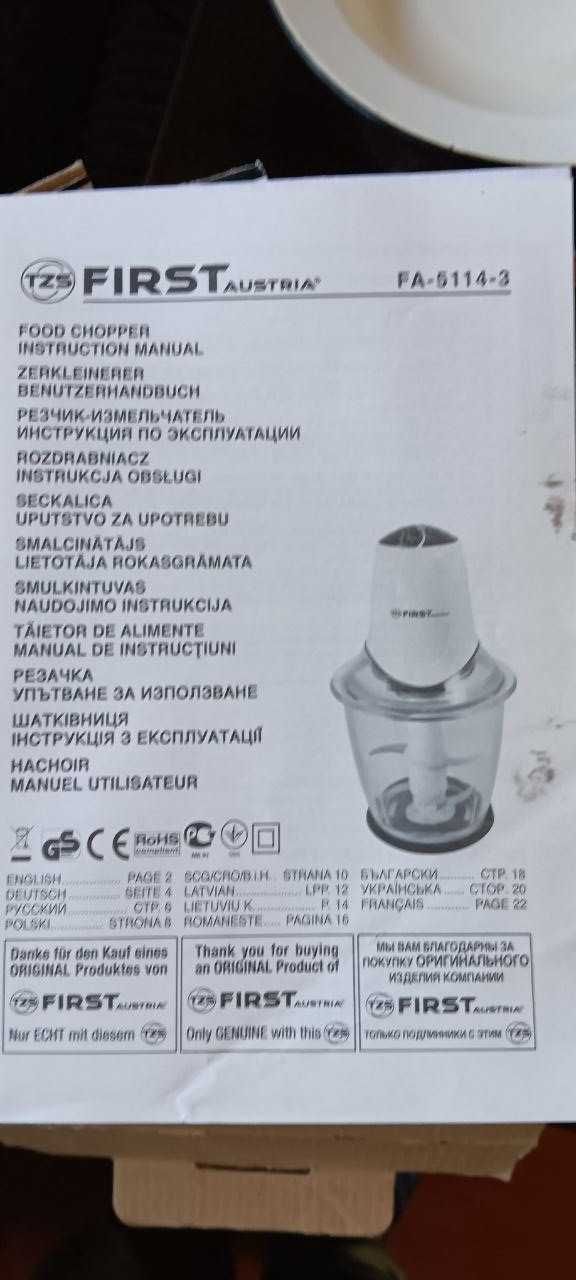 TZS FIRST AUSTRIA® FA-5114-3
FOOD CHOPPER
INSTRUCTION MANUAL
ZERKLEINERER
BENUTZERHANDBUCH
РЕЗЧИК-ИЗМЕЛЬЧАТЕЛЬ
ИНСТРУКЦИЯ ПО ЭКСПЛУАТАЦИИ
ROZDRABNIACZ
INSTRUKCJA OBSŁUGI
SECKALICA
UPUTSTVO ZA UPOTREBU
SMALCINĀTĀJS
LIETOTĀJA ROKASGRĀMATA
SMULKINTUVAS
NAUDOJIMO INSTRUKCIJA
TĂIETOR DE ALIMENTE
MANUAL DE INSTRUCŢIUNI
РЕЗАЧКА
УПЪТВАНЕ ЗА ИЗПОЛЗВАНЕ
ШАТКІВНИЦЯ
ІНСТРУКЦІЯ З ЕКСПЛУАТАЦІЇ
HACHOIR
MANUEL UTILISATEUR
FIRST
GS CE RoHS compliant
ENGLISH PAGE 2
DEUTSCH SEITE 4
РУССКИЙ СТР. 6
POLSKI STRONA 8
SCG/CRO/B.I.H. STRANA 10
LATVIAN LPP. 12
LIETUVIU K. P. 14
ROMANESTE PAGINA 16
БЪЛГАРСКИ СТР. 18
УКРАЇНСЬКА СТОР. 20
FRANÇAIS PAGE 22
Danke für den Kauf eines
ORIGINAL Produktes von
TZS FIRST AUSTRIA
Nur ECHT mit diesem TZS
Thank you for buying
an ORIGINAL Product of
TZS FIRST AUSTRIA
Only GENUINE with this TZS
МЫ ВАМ БЛАГОДАРНЫ ЗА
ПОКУПКУ ОРИГИНАЛЬНОГО
ИЗДЕЛИЯ КОМПАНИИ
TZS FIRST AUSTRIA
ТОЛЬКО ПОДЛИННИКИ С ЭТИМ TZS